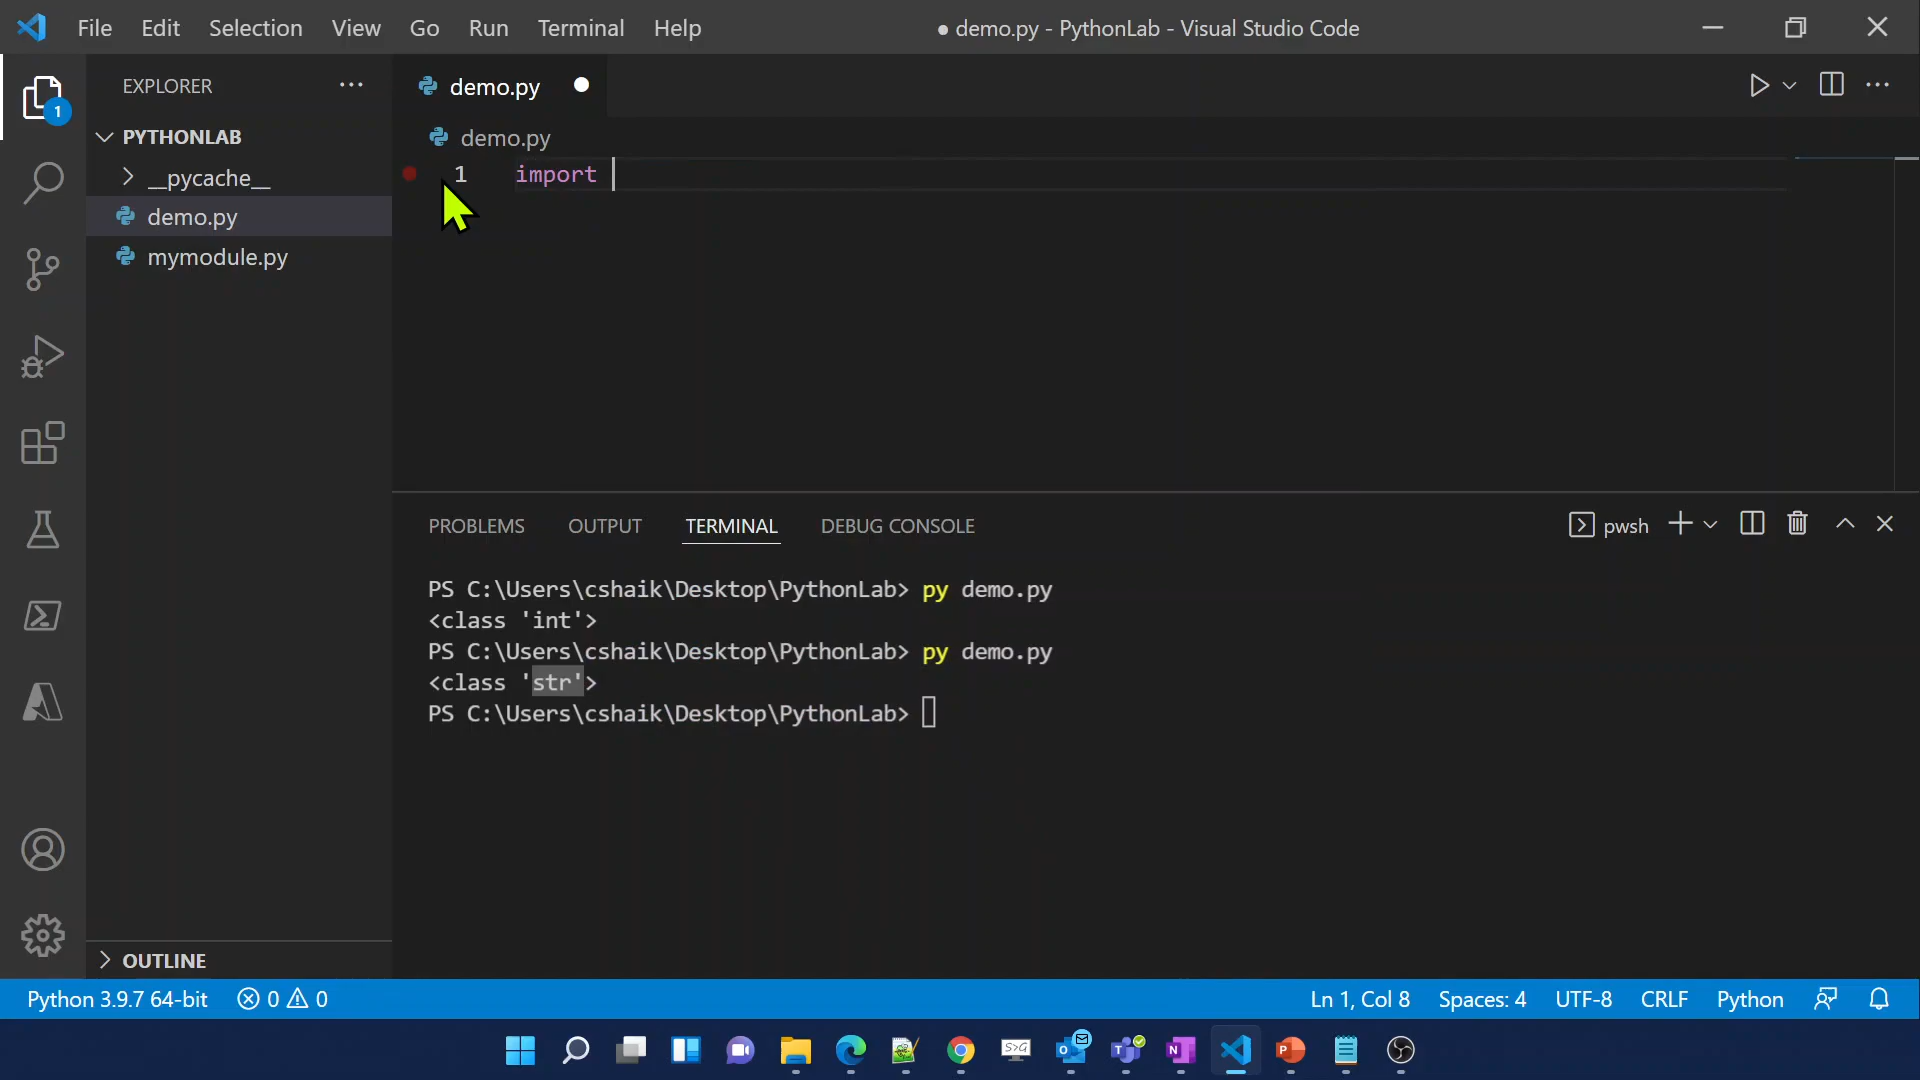 File Edit Selection View Go Run Terminal Help
● demo.py - PythonLab - Visual Studio Code
EXPLORER
1
PYTHONLAB
__pycache__
demo.py
mymodule.py
OUTLINE
demo.py
demo.py
1 import
PROBLEMS OUTPUT TERMINAL DEBUG CONSOLE
pwsh
PS C:\Users\cshaik\Desktop\PythonLab> py demo.py
<class 'int'>
PS C:\Users\cshaik\Desktop\PythonLab> py demo.py
<class 'str'>
PS C:\Users\cshaik\Desktop\PythonLab>
Python 3.9.7 64-bit 0 0
Ln 1, Col 8 Spaces: 4 UTF-8 CRLF Python
S>G